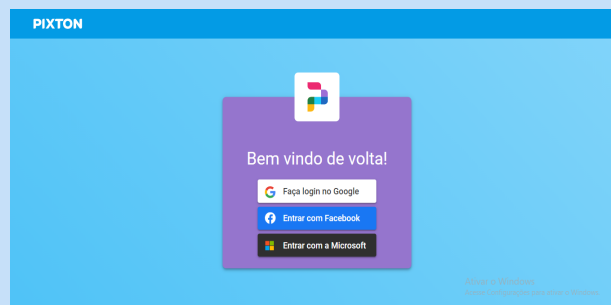 PIXTON
Bem vindo de volta!
Faça login no Google
Entrar com Facebook
Entrar com a Microsoft